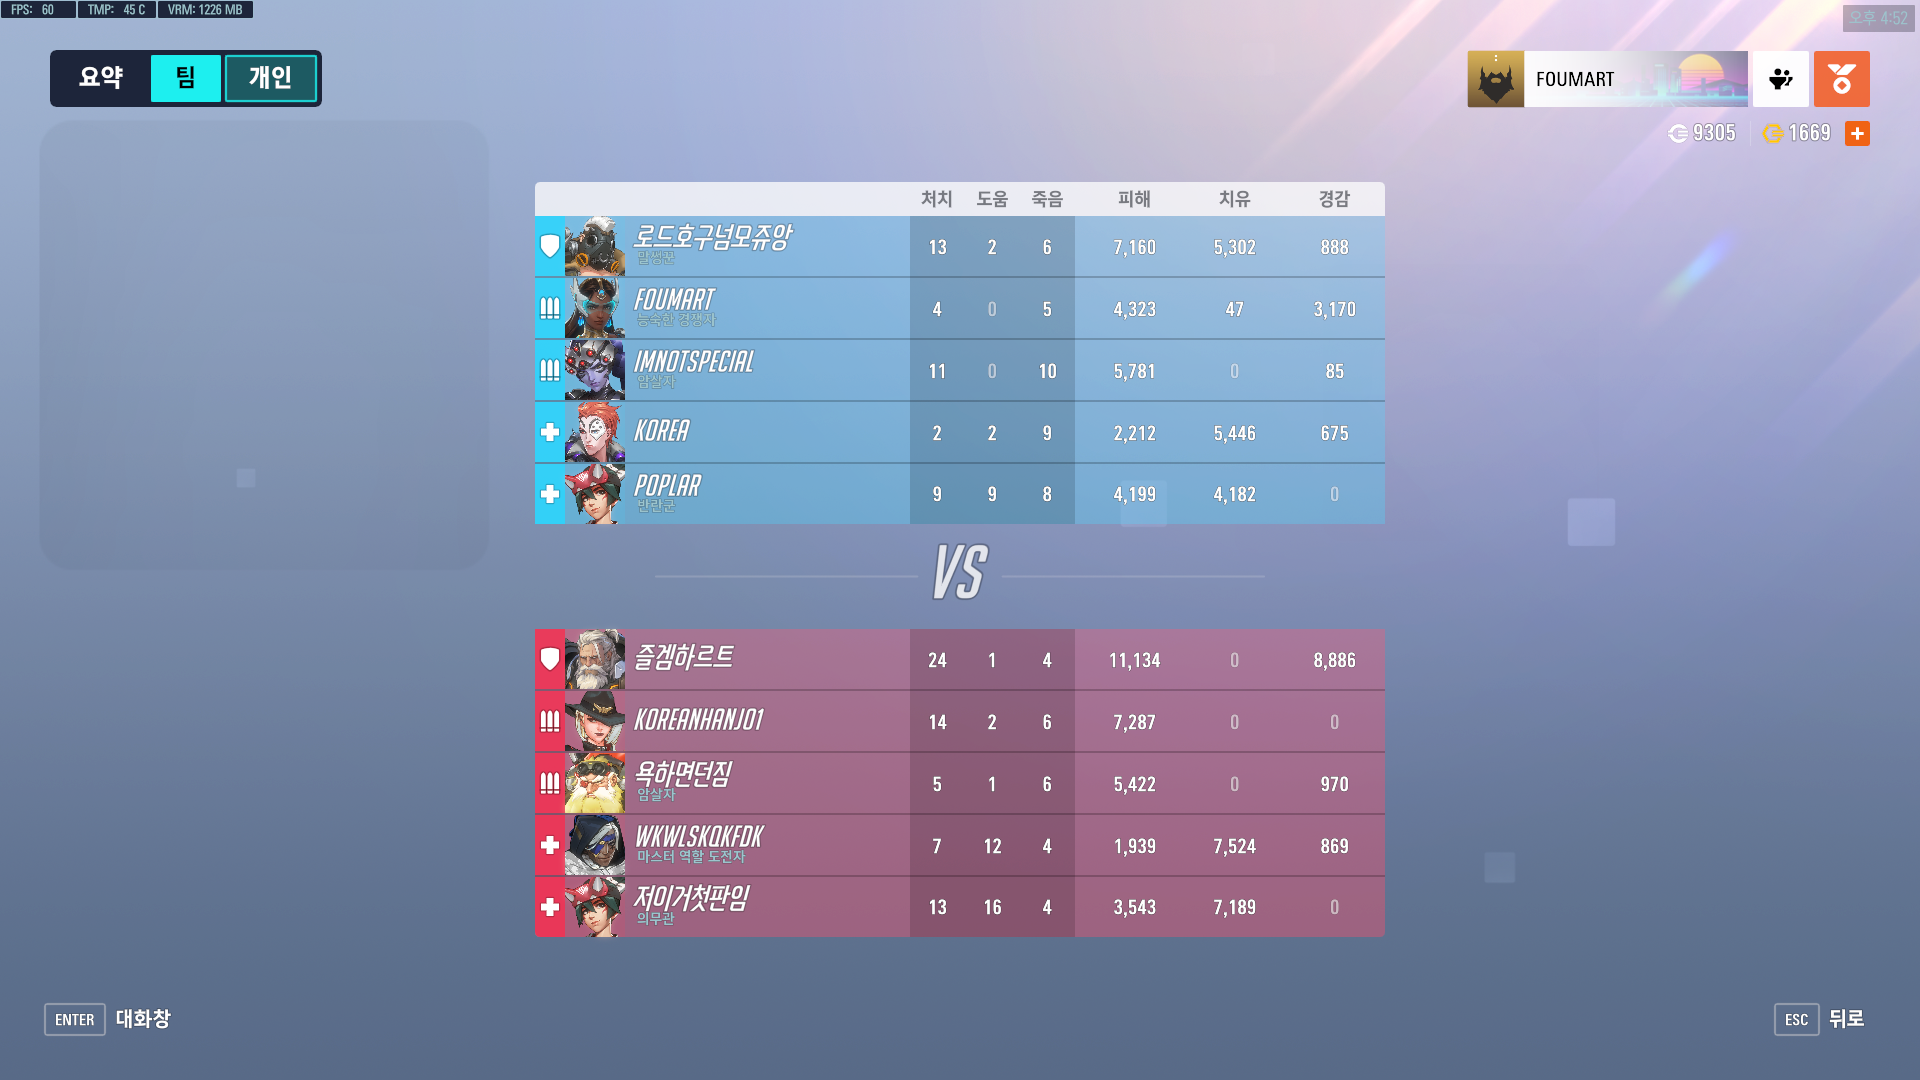 FPS: 60 TMP: 45 C VRM: 1226 MB
오후 4:52
요약 팀 개인
FOUMART
9305 1669
처치 도움 죽음 피해 치유 경감
로드호구넘모쥬앙 13 2 6 7,160 5,302 888
말썽꾼
FOUMART 4 0 5 4,323 47 3,170
능숙한 경쟁자
IMNOTSPECIAL 11 0 10 5,781 0 85
암살자
KOREA 2 2 9 2,212 5,446 675
POPLAR 9 9 8 4,199 4,182 0
반란군
VS
즐겜하르트 24 1 4 11,134 0 8,886
KOREANHANJO1 14 2 6 7,287 0 0
욕하면던짐 5 1 6 5,422 0 970
암살자
WKWLSKQKFDK 7 12 4 1,939 7,524 869
마스터 역할 도전자
저이거첫판임 13 16 4 3,543 7,189 0
의무관
ENTER 대화창
ESC 뒤로